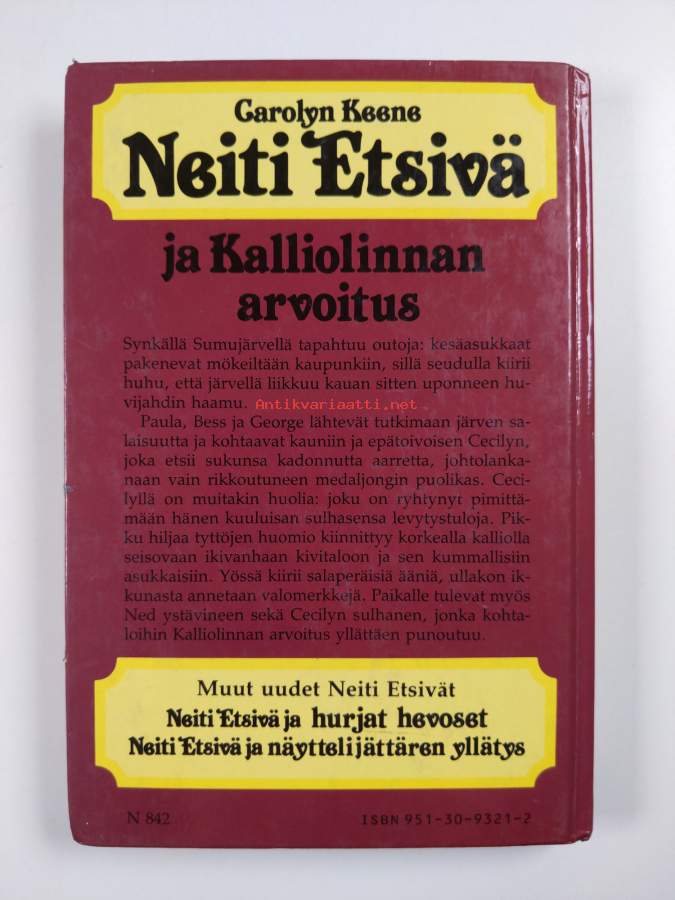 Carolyn Keene
Neiti Etsivä
ja Kalliolinnan
arvoitus
Synkällä Sumujärvellä tapahtuu outoja: kesäasukkaat
pakenevat mökeiltään kaupunkiin, sillä seudulla kiirii
huhu, että järvellä liikkuu kauan sitten uponneen hu-
vijahdin haamu.
Antikvariaatti.net
Paula, Bess ja George lähtevät tutkimaan järven sa-
laisuutta ja kohtaavat kauniin ja epätoivoisen Cecilyn,
joka etsii sukunsa kadonnutta aarretta, johtolanka-
naan vain rikkoutuneen medaljongin puolikas. Ceci-
lyllä on muitakin huolia: joku on ryhtynyt pimittä-
mään hänen kuuluisan sulhasensa levytystuloja. Pik-
ku hiljaa tyttöjen huomio kiinnittyy korkealla kalliolla
seisovaan ikivanhaan kivitaloon ja sen kummallisiin
asukkaisiin. Yössä kiirii salaperäisiä ääniä, ullakon ik-
kunasta annetaan valomerkkejä. Paikalle tulevat myös
Ned ystävineen sekä Cecilyn sulhanen, jonka kohta-
loihin Kalliolinnan arvoitus yllättäen punoutuu.
Muut uudet Neiti Etsivät
Neiti Etsivä ja hurjat hevoset
Neiti Etsivä ja näyttelijättären yllätys
N 842
ISBN 951-30-9321-2